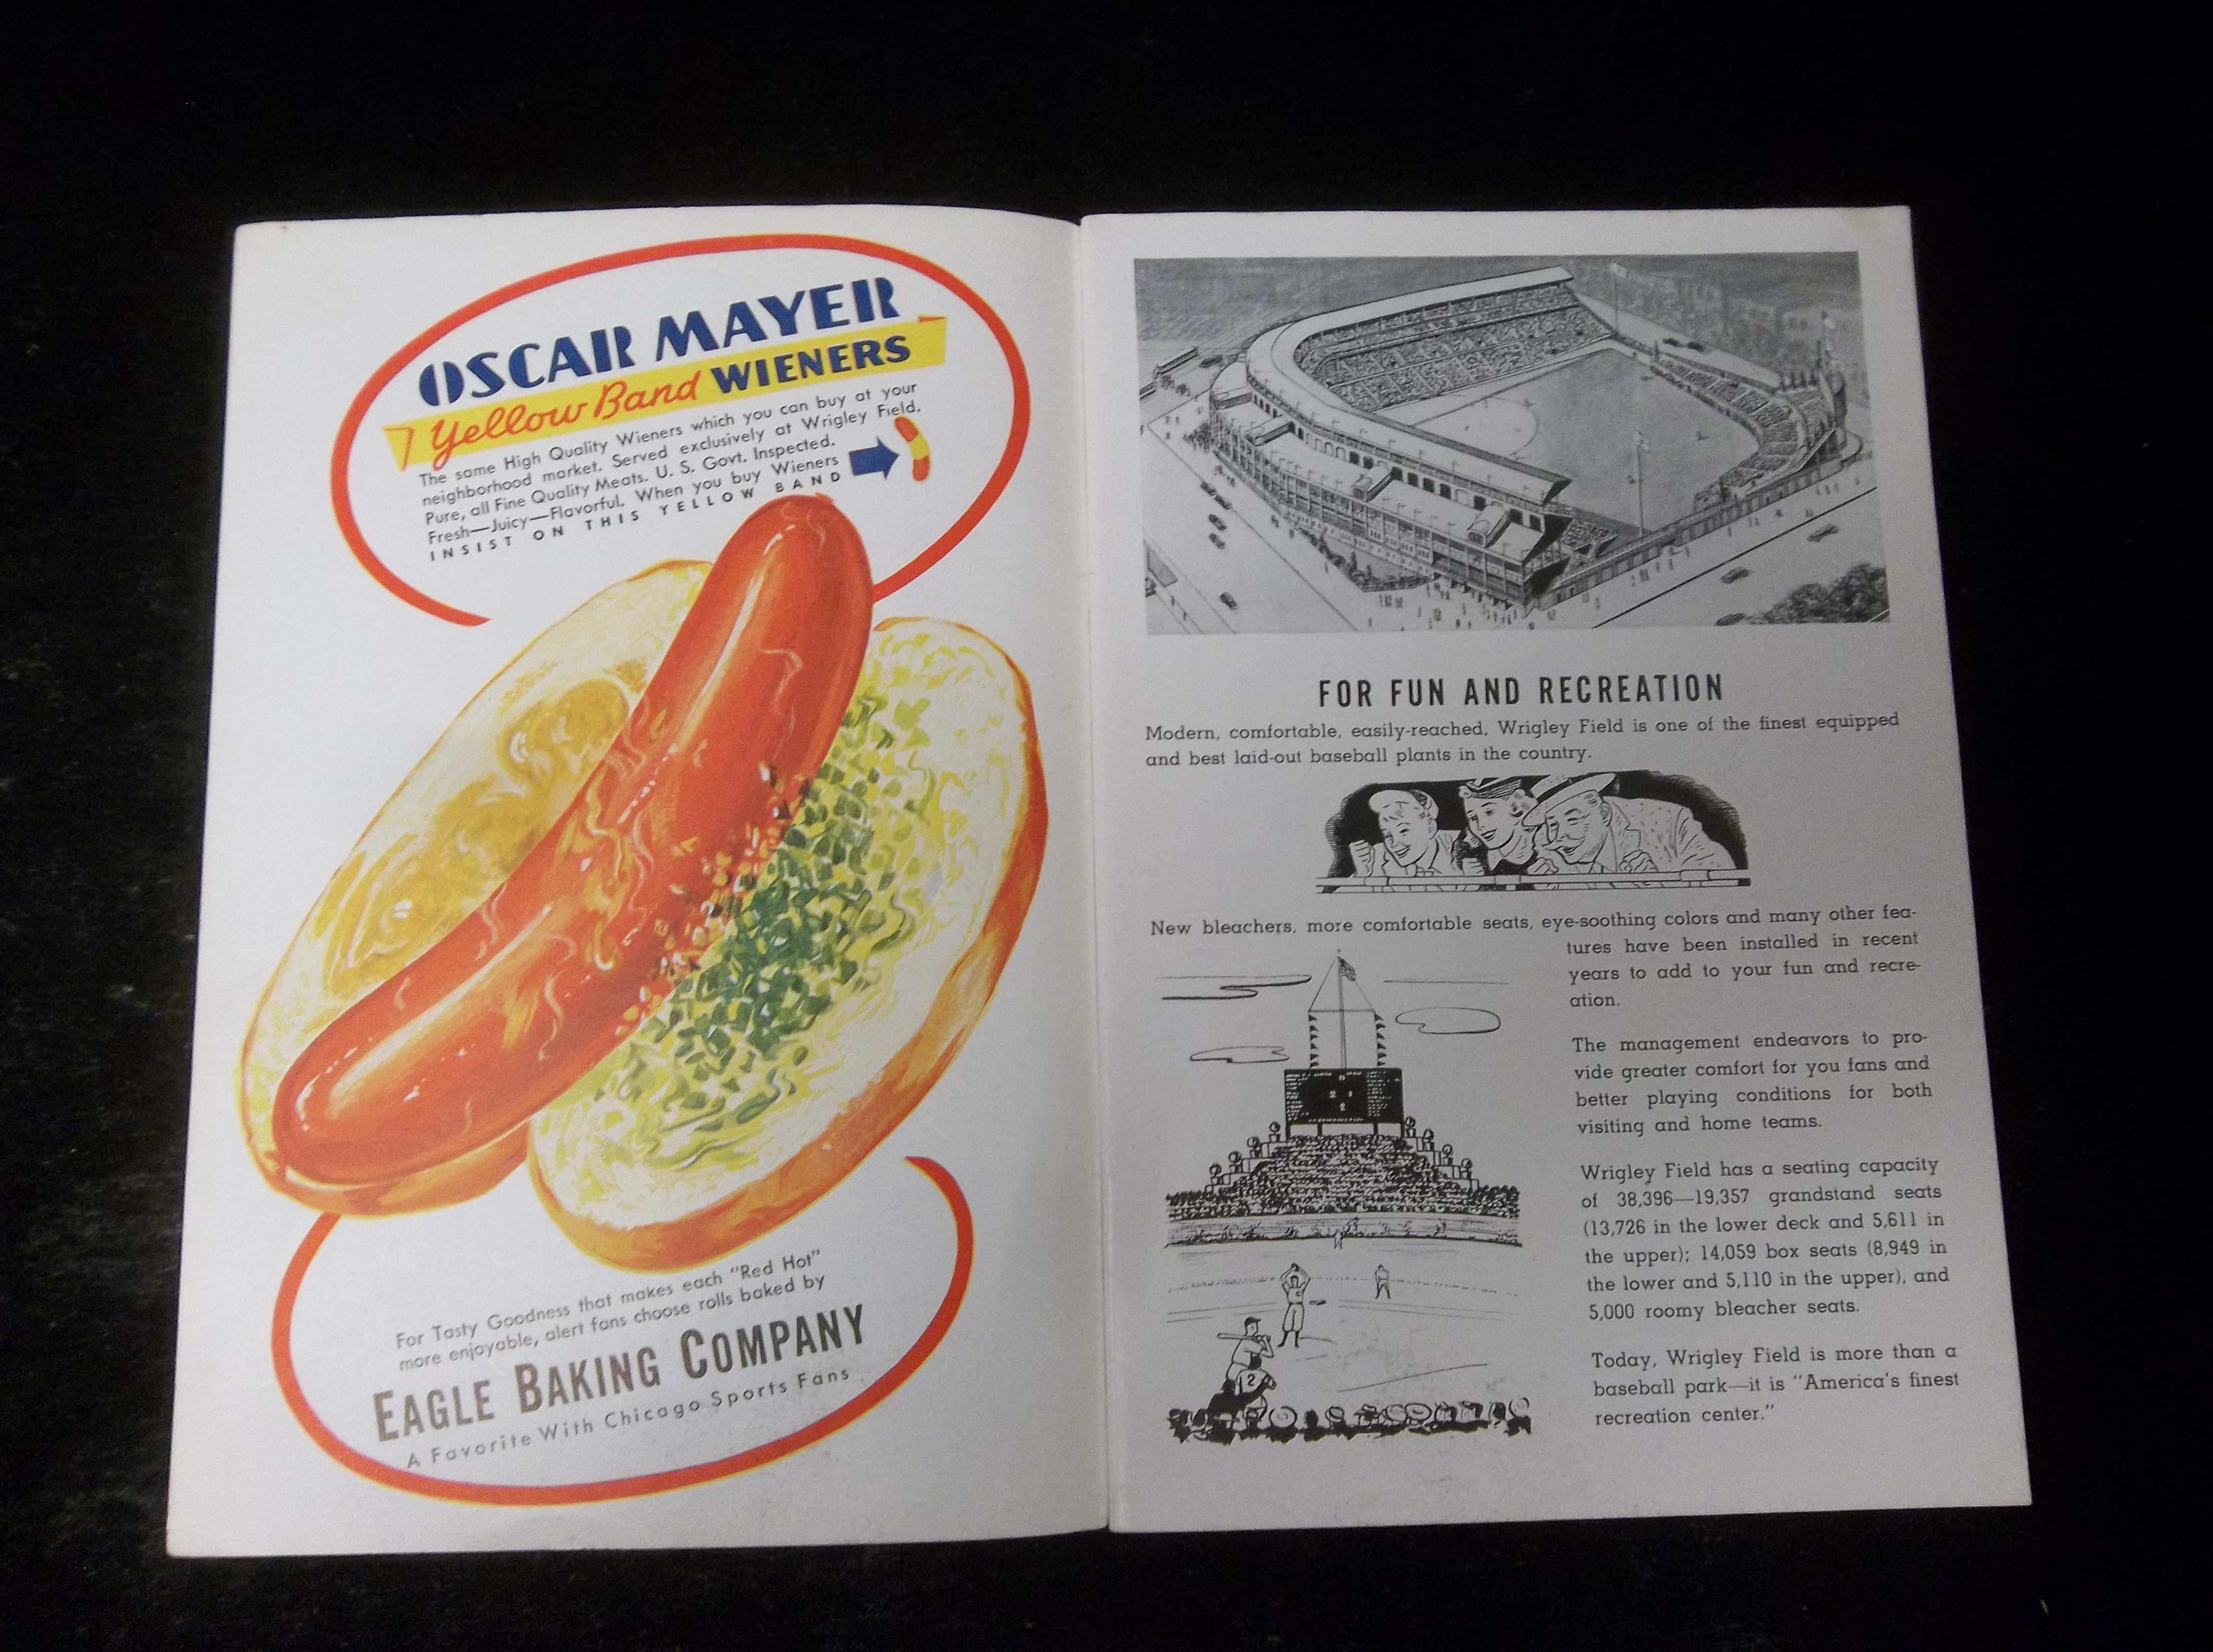 OSCAR MAYER
Yellow Band WIENERS
The same High Quality Wieners which you can buy at your
neighborhood market. Served exclusively at Wrigley Field.
Pure, all Fine Quality Meats. U. S. Govt. Inspected.
Fresh—Juicy—Flavorful. When you buy Wieners
INSIST ON THIS YELLOW BAND
For Tasty Goodness that makes each "Red Hot"
more enjoyable, alert fans choose rolls baked by
EAGLE BAKING COMPANY
A Favorite With Chicago Sports Fans
FOR FUN AND RECREATION
Modern, comfortable, easily-reached, Wrigley Field is one of the finest equipped
and best laid-out baseball plants in the country.
New bleachers, more comfortable seats, eye-soothing colors and many other fea-
tures have been installed in recent
years to add to your fun and recre-
ation.
The management endeavors to pro-
vide greater comfort for you fans and
better playing conditions for both
visiting and home teams.
Wrigley Field has a seating capacity
of 38,396—19,357 grandstand seats
(13,726 in the lower deck and 5,611 in
the upper); 14,059 box seats (8,949 in
the lower and 5,110 in the upper), and
5,000 roomy bleacher seats.
Today, Wrigley Field is more than a
baseball park—it is "America's finest
recreation center."
2